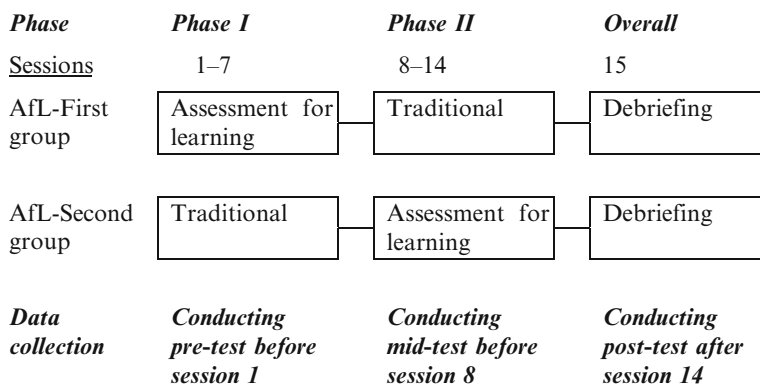 Phase Phase I Phase II Overall
Sessions 1–7 8–14 15
AfL-First Assessment for Traditional Debriefing
group learning
AfL-Second Traditional Assessment for Debriefing
group learning
Data Conducting Conducting Conducting
collection pre-test before mid-test before post-test after
session 1 session 8 session 14